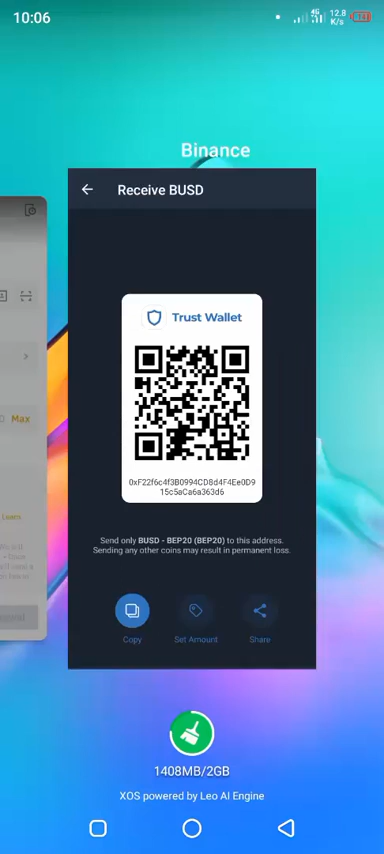 10:06
4G
12.8
K/s
Binance
Receive BUSD
Max
Trust Wallet
0xF22f6c4f3B0994CD8d4F4Ee0D9
15c5aCa6a363d6
Send only BUSD - BEP20 (BEP20) to this address.
Sending any other coins may result in permanent loss.
Copy
Set Amount
Share
1408MB/2GB
XOS powered by Leo AI Engine